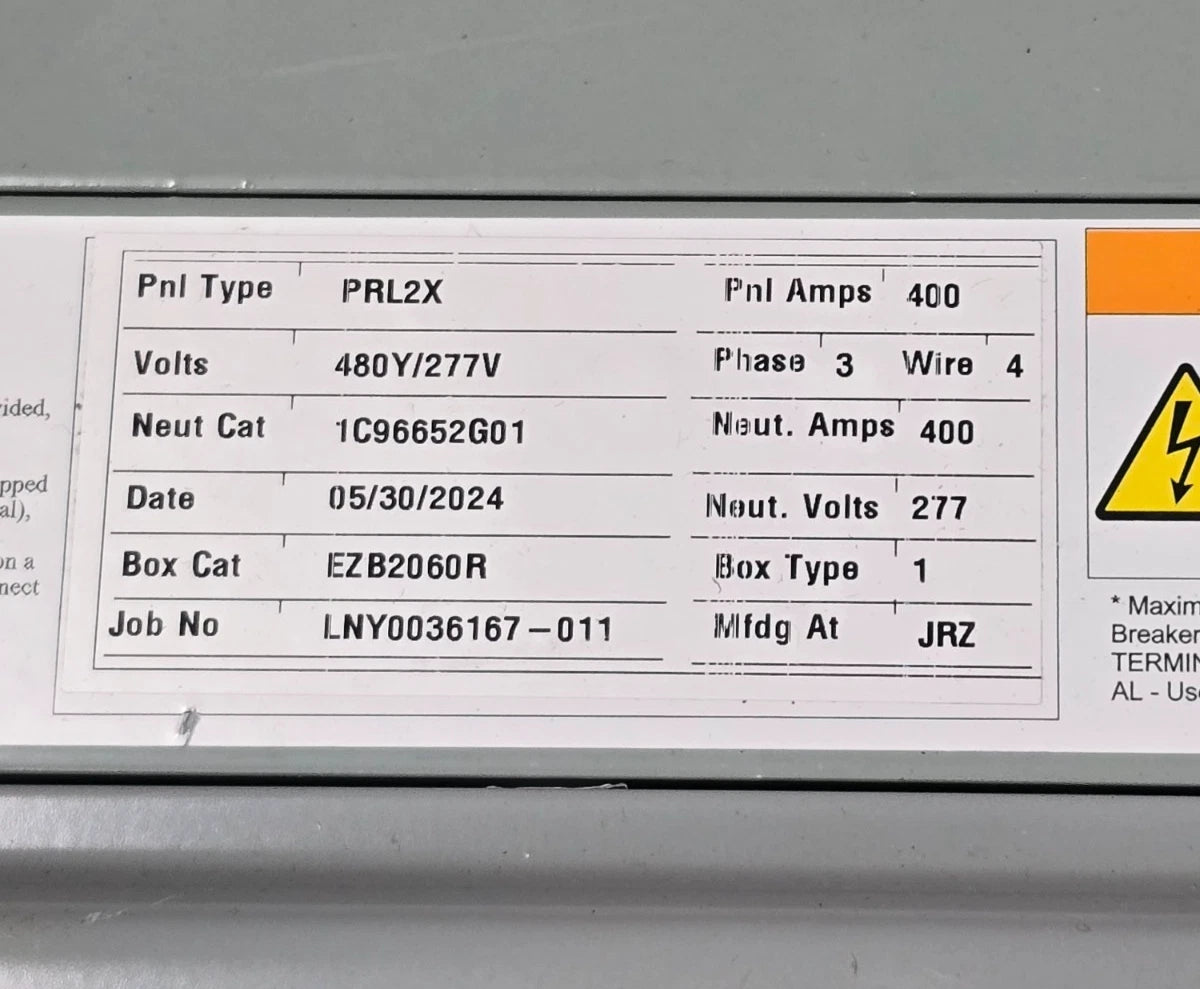 Pnl Type PRL2X Pnl Amps 400
Volts 480Y/277V Phase 3 Wire 4
Neut Cat 1C96652G01 Neut. Amps 400
Date 05/30/2024 Neut. Volts 277
Box Cat EZB2060R Box Type 1
Job No LNY0036167-011 Mfdg At JRZ
ided,
pped
al),
on a
nect
* Maxim
Breaker
TERMIN
AL - Us